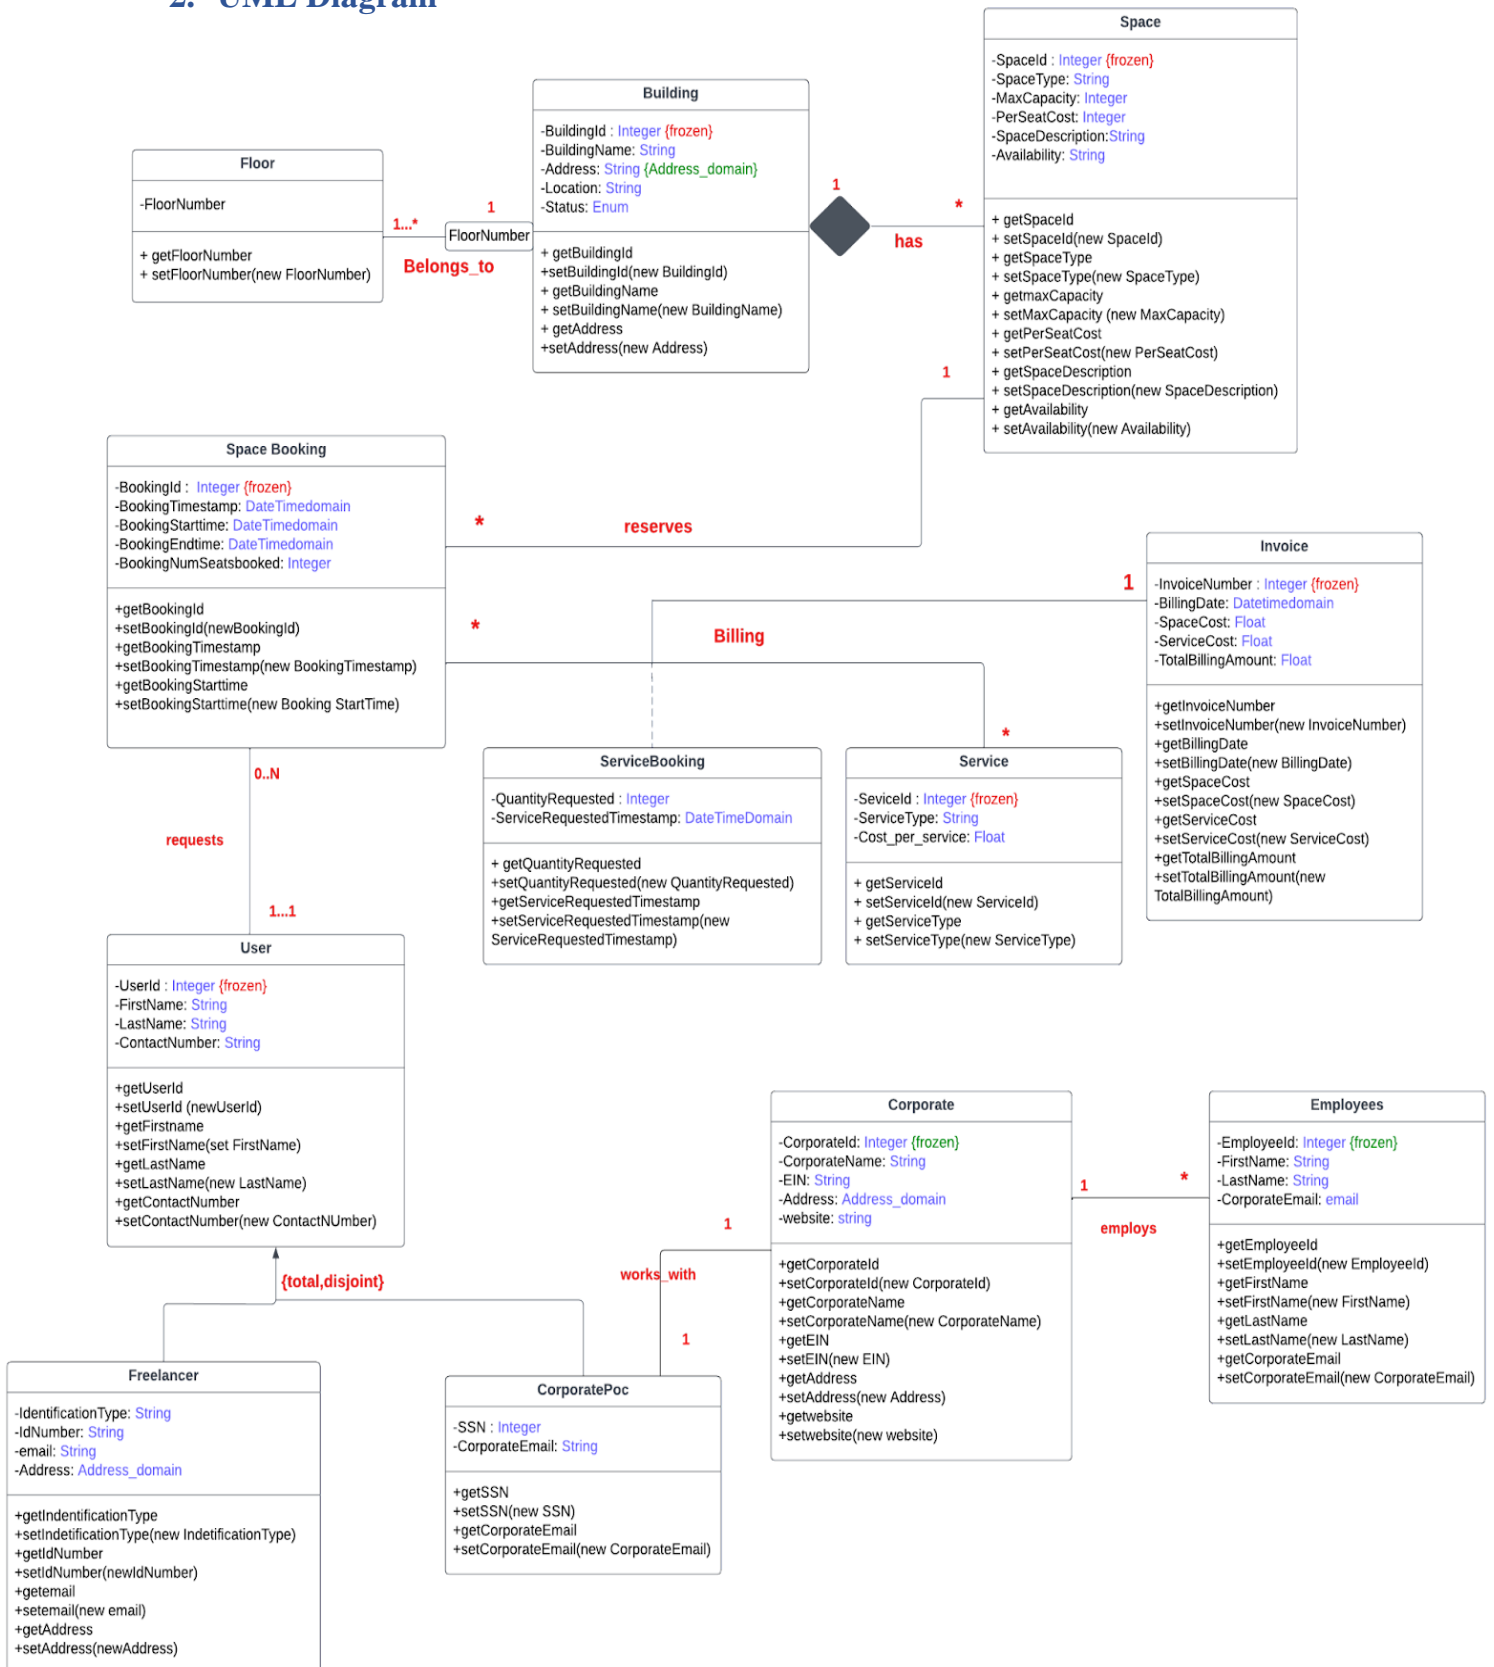 2. UML Diagram
Space
-SpaceId : Integer {frozen}
-SpaceType: String
-MaxCapacity: Integer
-PerSeatCost: Integer
-SpaceDescription:String
-Availability: String
+ getSpaceId
+ setSpaceId(new SpaceId)
+ getSpaceType
+ setSpaceType(new SpaceType)
+ getmaxCapacity
+ setMaxCapacity (new MaxCapacity)
+ getPerSeatCost
+ setPerSeatCost(new PerSeatCost)
+ getSpaceDescription
+ setSpaceDescription(new SpaceDescription)
+ getAvailability
+ setAvailability(new Availability)
Building
-BuildingId : Integer {frozen}
-BuildingName: String
-Address: String {Address_domain}
-Location: String
-Status: Enum
+ getBuildingId
+setBuildingId(new BuildingId)
+ getBuildingName
+ setBuildingName(new BuildingName)
+ getAddress
+setAddress(new Address)
1
*
has
Floor
-FloorNumber
+ getFloorNumber
+ setFloorNumber(new FloorNumber)
1...*
1
FloorNumber
Belongs_to
1
Space Booking
-BookingId : Integer {frozen}
-BookingTimestamp: DateTimedomain
-BookingStarttime: DateTimedomain
-BookingEndtime: DateTimedomain
-BookingNumSeatsbooked: Integer
+getBookingId
+setBookingId(newBookingId)
+getBookingTimestamp
+setBookingTimestamp(new BookingTimestamp)
+getBookingStarttime
+setBookingStarttime(new Booking StartTime)
*
reserves
*
Billing
1
Invoice
-InvoiceNumber : Integer {frozen}
-BillingDate: Datetimedomain
-SpaceCost: Float
-ServiceCost: Float
-TotalBillingAmount: Float
+getInvoiceNumber
+setInvoiceNumber(new InvoiceNumber)
+getBillingDate
+setBillingDate(new BillingDate)
+getSpaceCost
+setSpaceCost(new SpaceCost)
+getServiceCost
+setServiceCost(new ServiceCost)
+getTotalBillingAmount
+setTotalBillingAmount(new
TotalBillingAmount)
*
ServiceBooking
-QuantityRequested : Integer
-ServiceRequestedTimestamp: DateTimeDomain
+ getQuantityRequested
+setQuantityRequested(new QuantityRequested)
+getServiceRequestedTimestamp
+setServiceRequestedTimestamp(new
ServiceRequestedTimestamp)
Service
-SeviceId : Integer {frozen}
-ServiceType: String
-Cost_per_service: Float
+ getServiceId
+ setServiceId(new ServiceId)
+ getServiceType
+ setServiceType(new ServiceType)
0..N
requests
1...1
User
-UserId : Integer {frozen}
-FirstName: String
-LastName: String
-ContactNumber: String
+getUserId
+setUserId (newUserId)
+getFirstname
+setFirstName(set FirstName)
+getLastName
+setLastName(new LastName)
+getContactNumber
+setContactNumber(new ContactNUmber)
{total,disjoint}
Corporate
-CorporateId: Integer {frozen}
-CorporateName: String
-EIN: String
-Address: Address_domain
-website: string
+getCorporateId
+setCorporateId(new CorporateId)
+getCorporateName
+setCorporateName(new CorporateName)
+getEIN
+setEIN(new EIN)
+getAddress
+setAddress(new Address)
+getwebsite
+setwebsite(new website)
1
*
employs
Employees
-EmployeeId: Integer {frozen}
-FirstName: String
-LastName: String
-CorporateEmail: email
+getEmployeeId
+setEmployeeId(new EmployeeId)
+getFirstName
+setFirstName(new FirstName)
+getLastName
+setLastName(new LastName)
+getCorporateEmail
+setCorporateEmail(new CorporateEmail)
1
works_with
1
Freelancer
-IdentificationType: String
-IdNumber: String
-email: String
-Address: Address_domain
+getIndentificationType
+setIndetificationType(new IndetificationType)
+getIdNumber
+setIdNumber(newIdNumber)
+getemail
+setemail(new email)
+getAddress
+setAddress(newAddress)
CorporatePoc
-SSN : Integer
-CorporateEmail: String
+getSSN
+setSSN(new SSN)
+getCorporateEmail
+setCorporateEmail(new CorporateEmail)